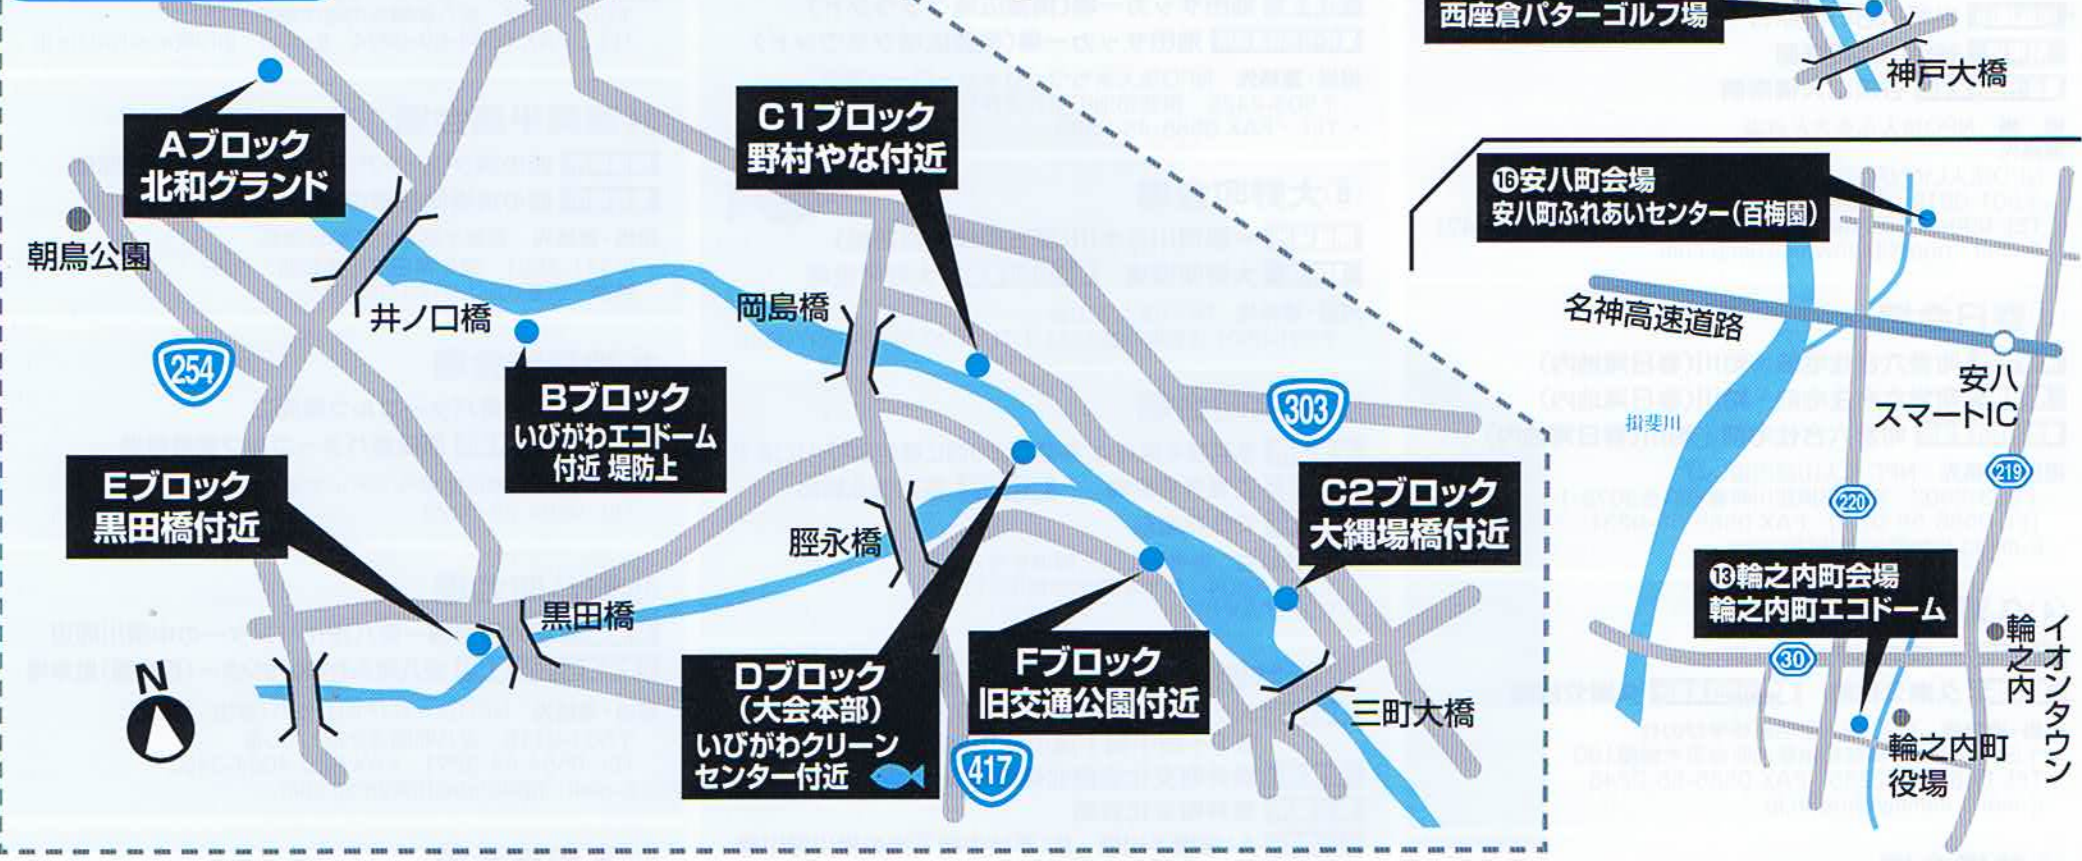 西座倉パターゴルフ場
神戸大橋
Aブロック
北和グランド
朝鳥公園
井ノ口橋
254
C1ブロック
野村やな付近
岡島橋
Bブロック
いびがわエコドーム
付近 堤防上
303
Eブロック
黒田橋付近
脛永橋
黒田橋
C2ブロック
大縄場橋付近
Dブロック
(大会本部)
いびがわクリーン
センター付近
Fブロック
旧交通公園付近
三町大橋
417
N
⑯安八町会場
安八町ふれあいセンター(百梅園)
名神高速道路
安八
スマートIC
揖斐川
219
220
⑬輪之内町会場
輪之内町エコドーム
30
イオンタウン
輪之内
輪之内町
役場